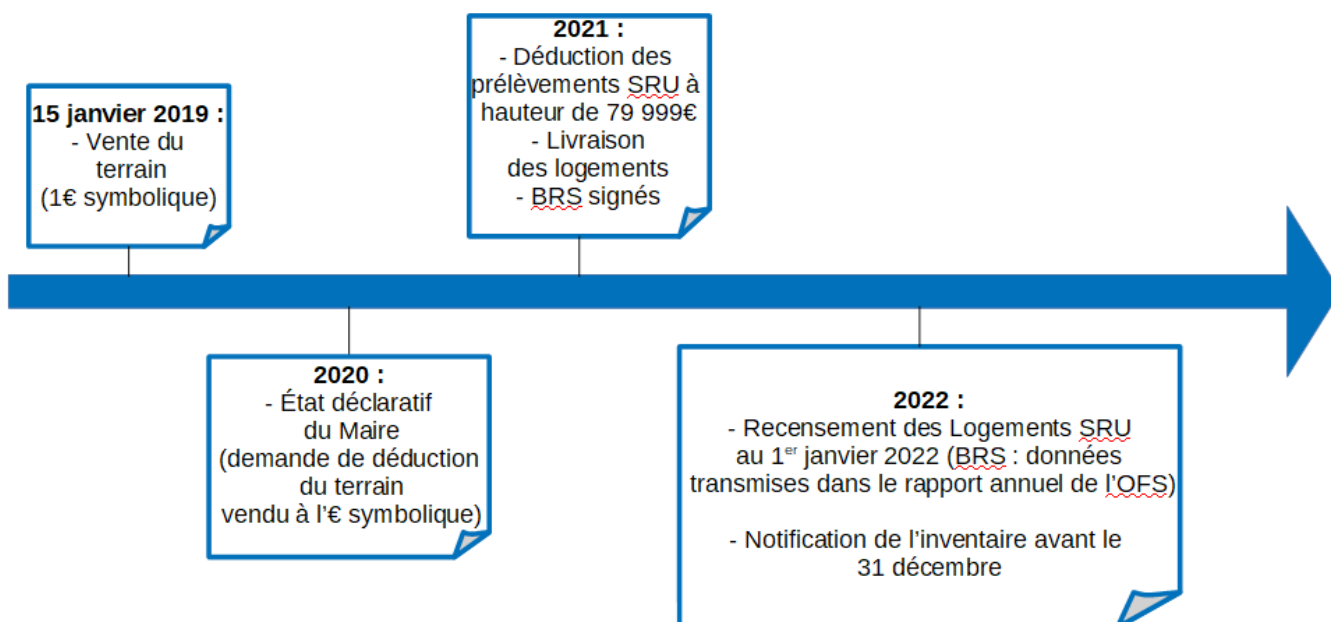 15 janvier 2019 :
- Vente du
terrain
(1€ symbolique)
2020 :
- État déclaratif
du Maire
(demande de déduction
du terrain
vendu à l’€ symbolique)
2021 :
- Déduction des
prélèvements SRU à
hauteur de 79 999€
- Livraison
des logements
- BRS signés
2022 :
- Recensement des Logements SRU
au 1er janvier 2022 (BRS : données
transmises dans le rapport annuel de l’OFS)
- Notification de l’inventaire avant le
31 décembre